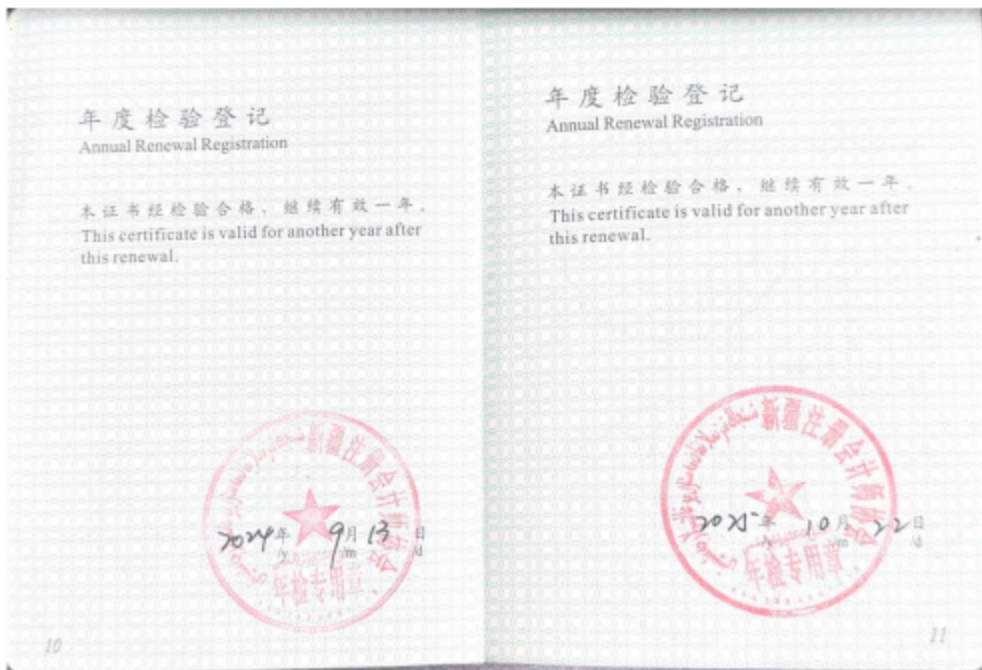 年度检验登记
Annual Renewal Registration
本证书经检验合格，继续有效一年。
This certificate is valid for another year after
this renewal.
新疆注册会计师协会
2024年 9月 13日
/y /m /d
年检专用章
10
年度检验登记
Annual Renewal Registration
本证书经检验合格，继续有效一年。
This certificate is valid for another year after
this renewal.
新疆注册会计师协会
2025年 10月 22日
/y /m /d
年检专用章
11